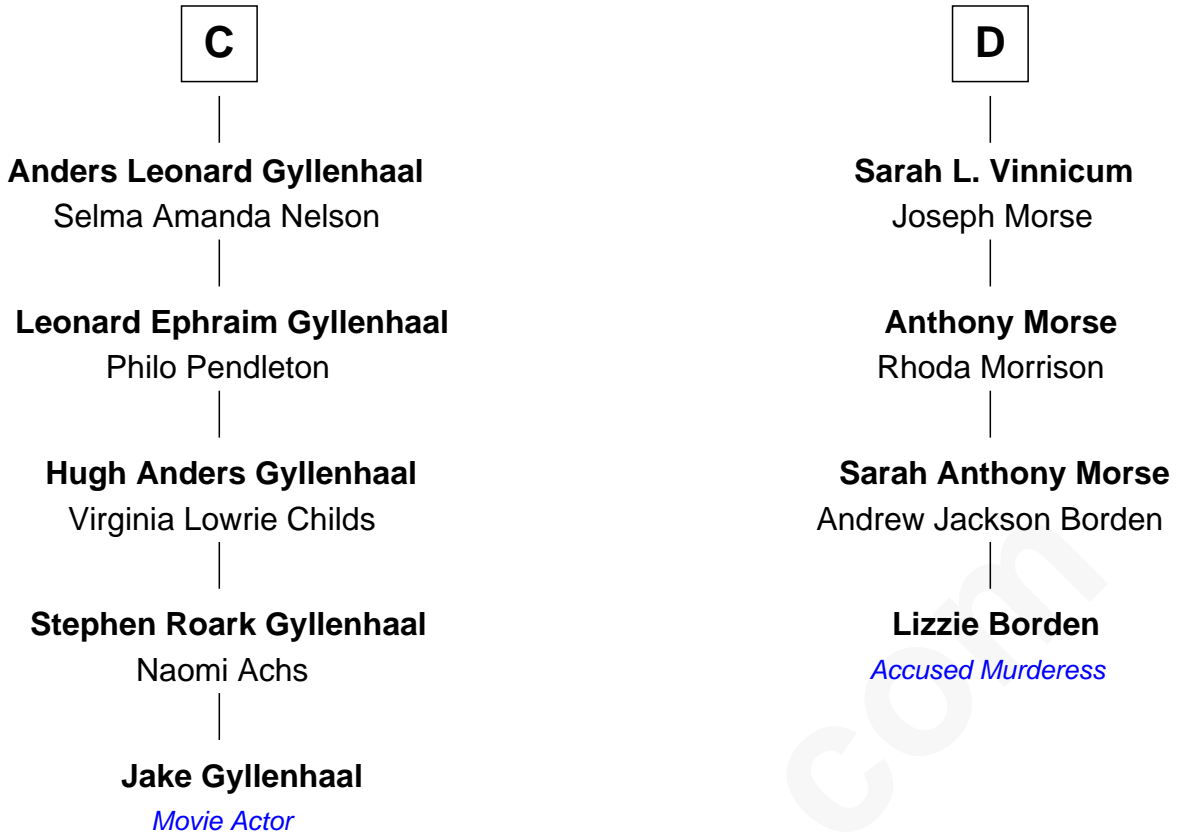 C
Anders Leonard Gyllenhaal
Selma Amanda Nelson
Leonard Ephraim Gyllenhaal
Philo Pendleton
Hugh Anders Gyllenhaal
Virginia Lowrie Childs
Stephen Roark Gyllenhaal
Naomi Achs
Jake Gyllenhaal
Movie Actor
D
Sarah L. Vinnicum
Joseph Morse
Anthony Morse
Rhoda Morrison
Sarah Anthony Morse
Andrew Jackson Borden
Lizzie Borden
Accused Murderess
com